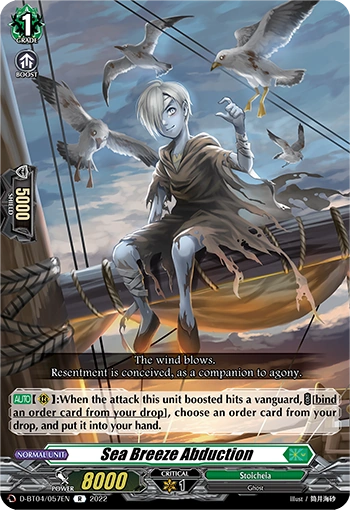 1
GRADE
BOOST
5000
SHIELD
The wind blows.
Resentment is conceived, as a companion to agony.
AUTO【 】:When the attack this unit boosted hits a vanguard, [bind
an order card from your drop], choose an order card from your
drop, and put it into your hand.
NORMAL UNIT
Sea Breeze Abduction
D-BT04/057EN R 2022
POWER 8000
CRITICAL
1
Stoicheia
Ghost
Illust / 筒井海砂